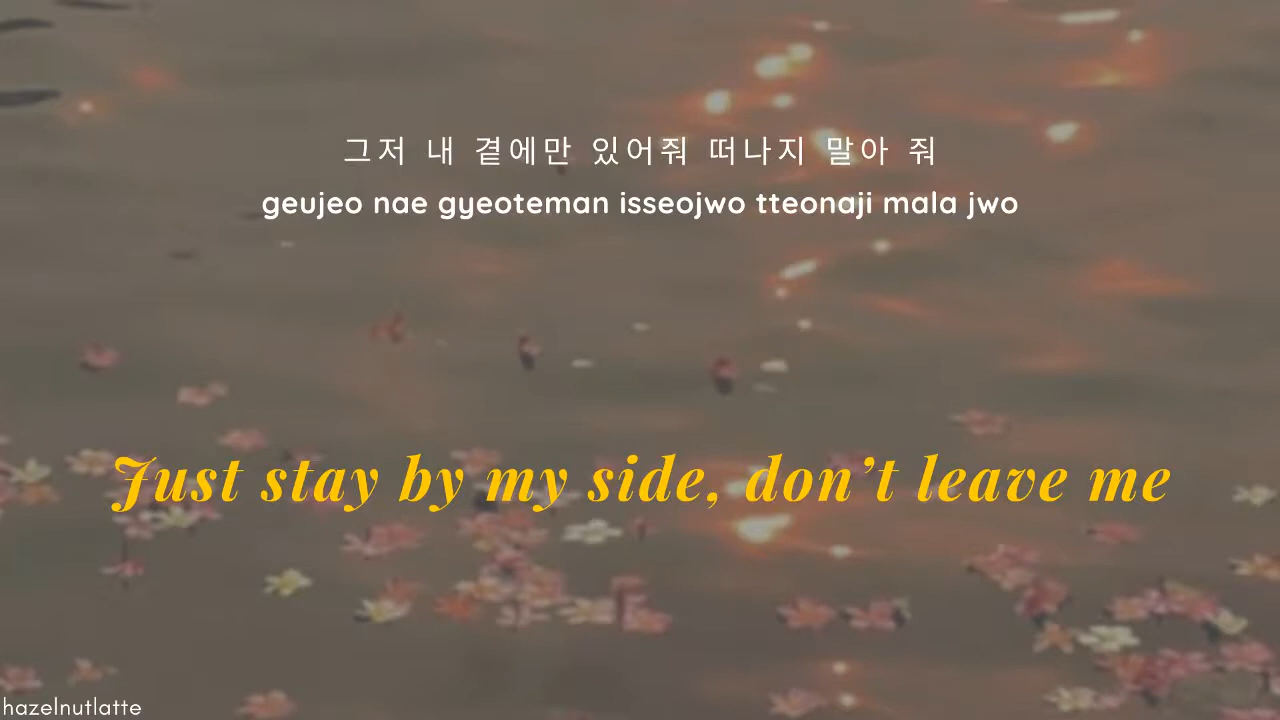 그저 내 곁에만 있어줘 떠나지 말아 줘
geujeo nae gyeoteman isseojwo tteonaji mala jwo
Just stay by my side, don’t leave me
hazelnutlatte